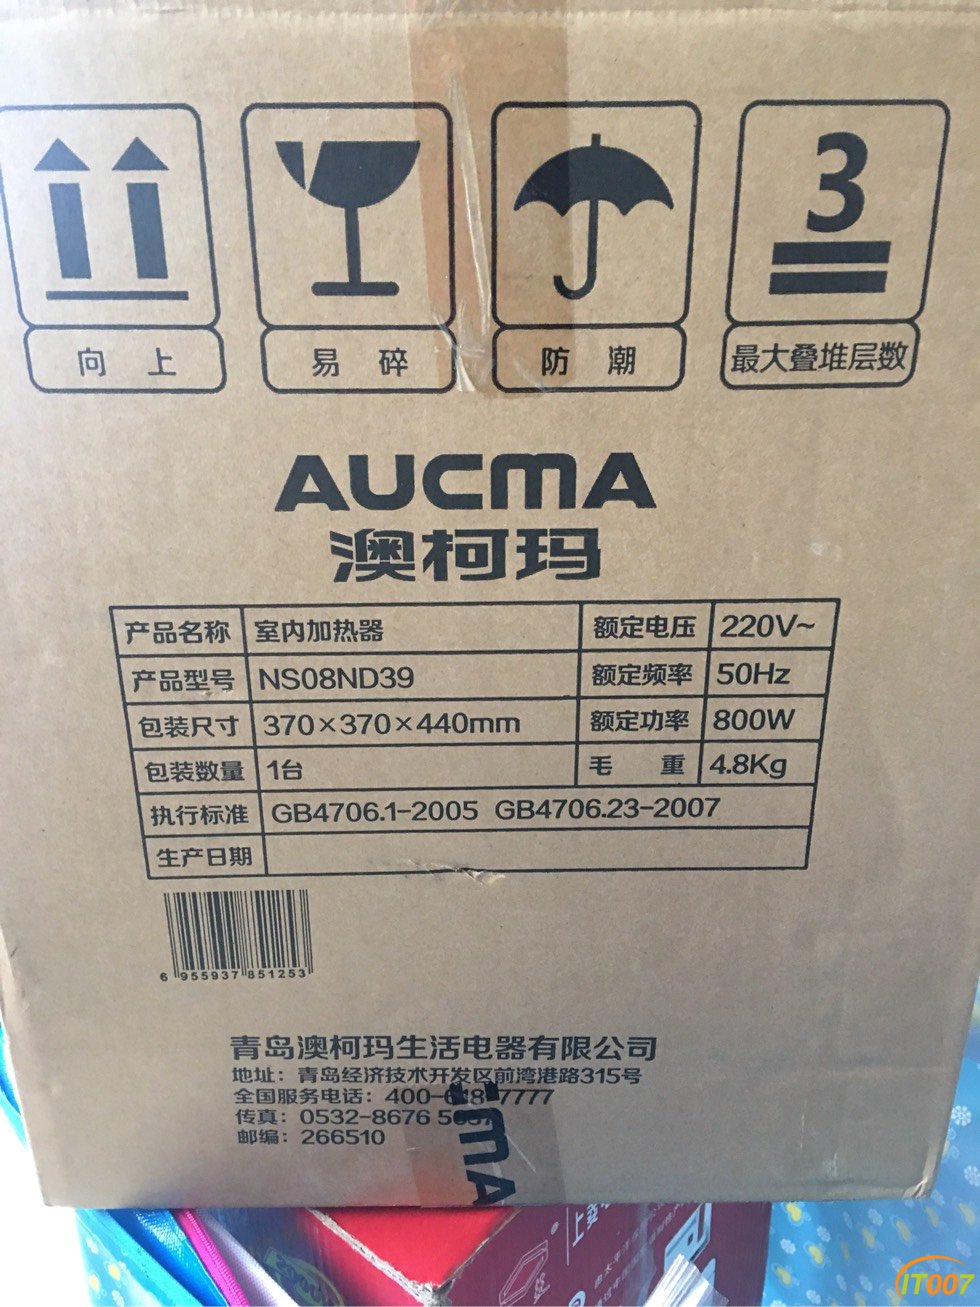 3
向上 易碎 防潮 最大叠堆层数
AUCMA
澳柯玛
产品名称 室内加热器 额定电压 220V~
产品型号 NS08ND39 额定频率 50Hz
包装尺寸 370×370×440mm 额定功率 800W
包装数量 1台 毛 重 4.8Kg
执行标准 GB4706.1-2005 GB4706.23-2007
生产日期
6 955937 851253
青岛澳柯玛生活电器有限公司
地址：青岛经济技术开发区前湾港路315号
全国服务电话：400-6 8-7777
传真：0532-8676
邮编：266510
IT007